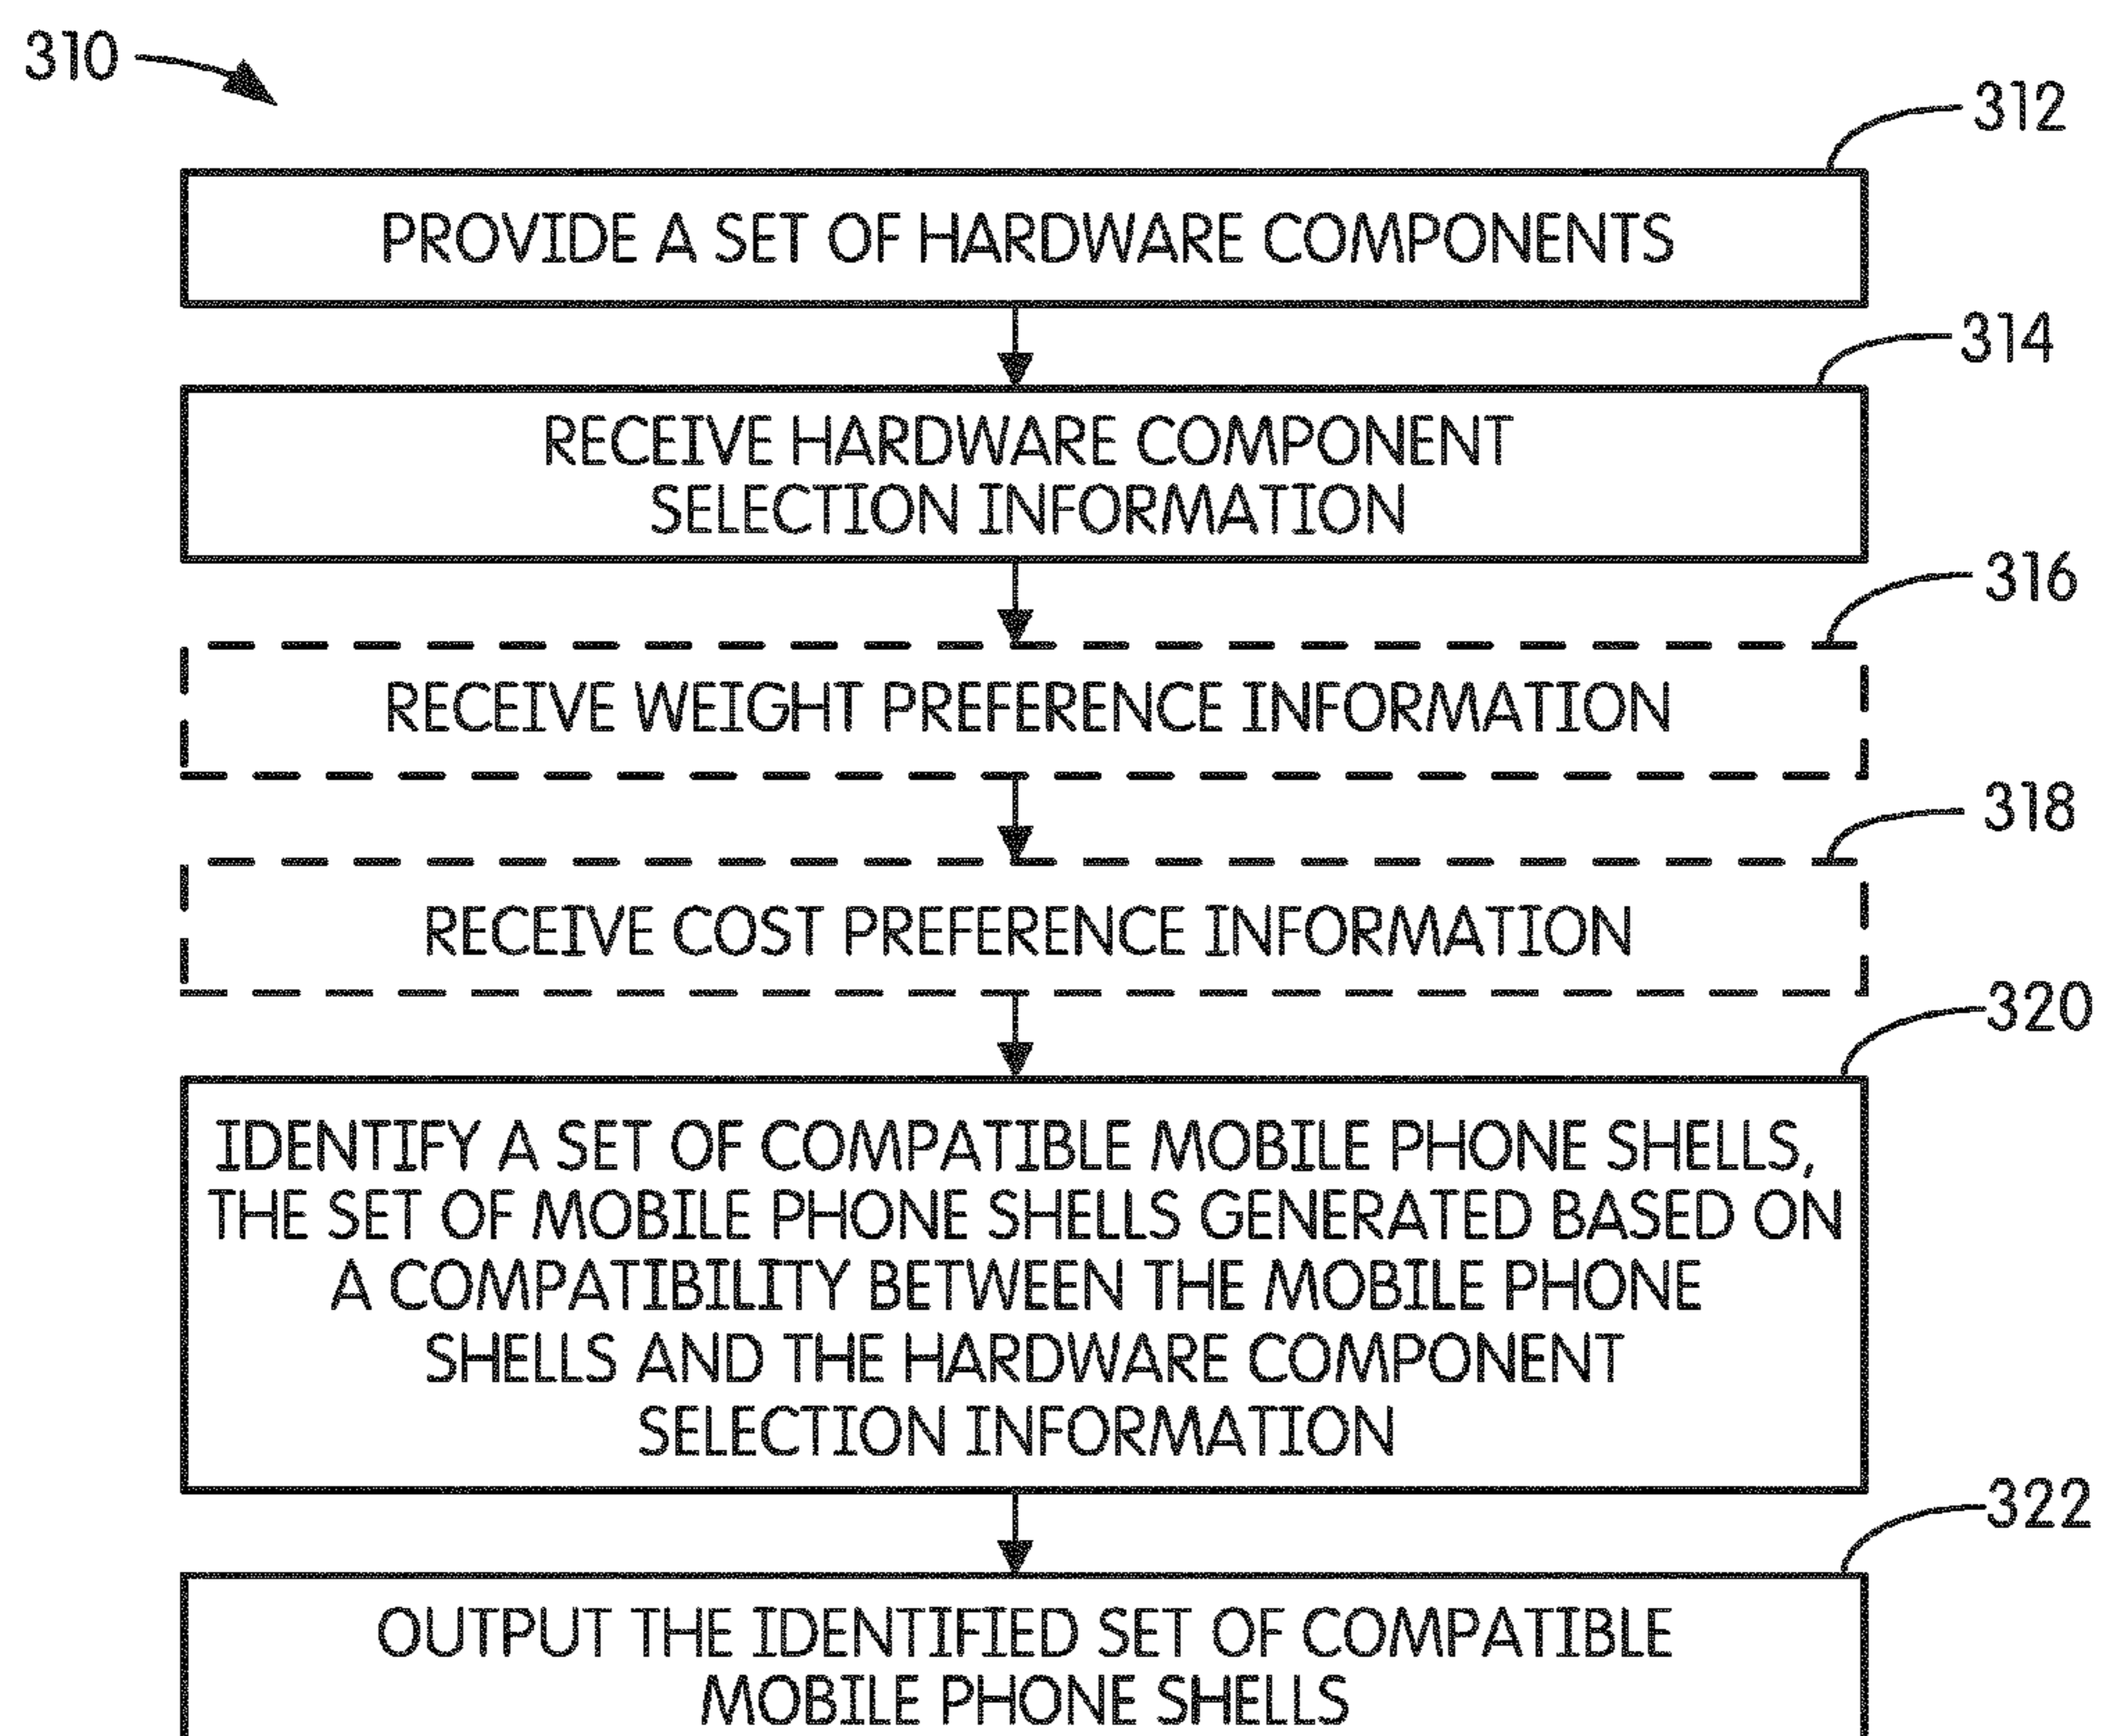 310
312
PROVIDE A SET OF HARDWARE COMPONENTS
314
RECEIVE HARDWARE COMPONENT
SELECTION INFORMATION
316
RECEIVE WEIGHT PREFERENCE INFORMATION
318
RECEIVE COST PREFERENCE INFORMATION
320
IDENTIFY A SET OF COMPATIBLE MOBILE PHONE SHELLS,
THE SET OF MOBILE PHONE SHELLS GENERATED BASED ON
A COMPATIBILITY BETWEEN THE MOBILE PHONE
SHELLS AND THE HARDWARE COMPONENT
SELECTION INFORMATION
322
OUTPUT THE IDENTIFIED SET OF COMPATIBLE
MOBILE PHONE SHELLS